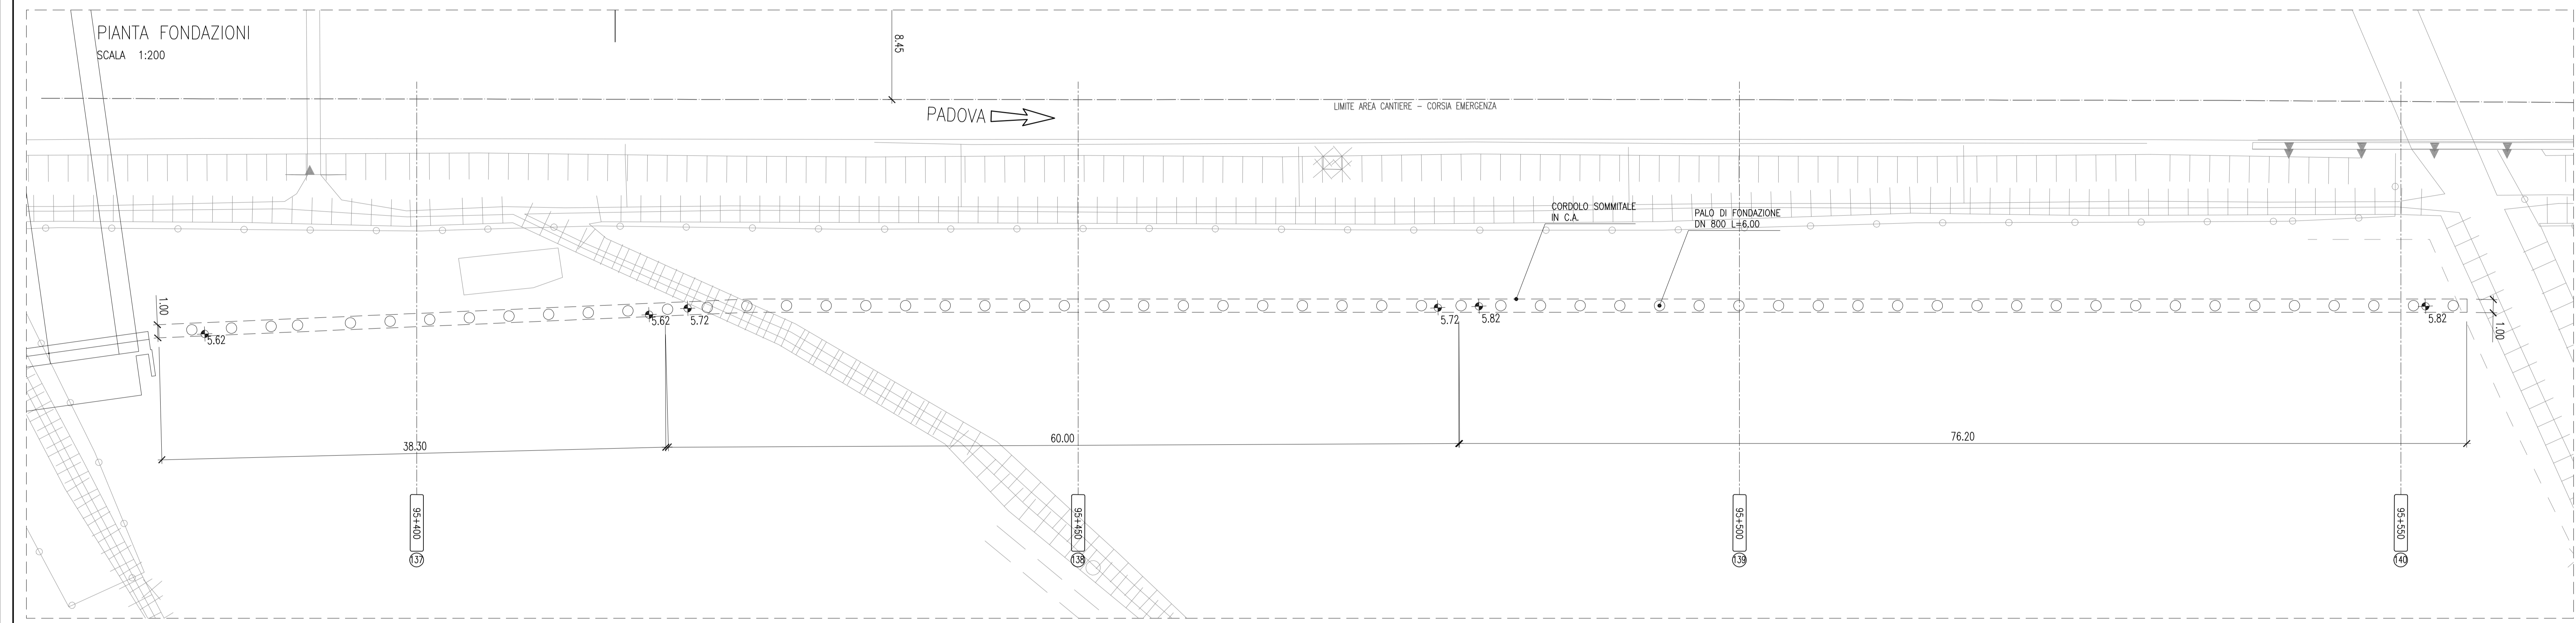 PIANTA FONDAZIONI
SCALA 1:200
8.45
PADOVA
LIMITE AREA CANTIERE - CORSIA EMERGENZA
CORDOLO SOMMITALE
IN C.A.
PALO DI FONDAZIONE
DN 800 L=6,00
1.00
5.62
5.62
5.72
5.72
5.82
5.82
1.00
38.30
60.00
76.20
95+400
137
95+450
138
95+500
139
95+550
140